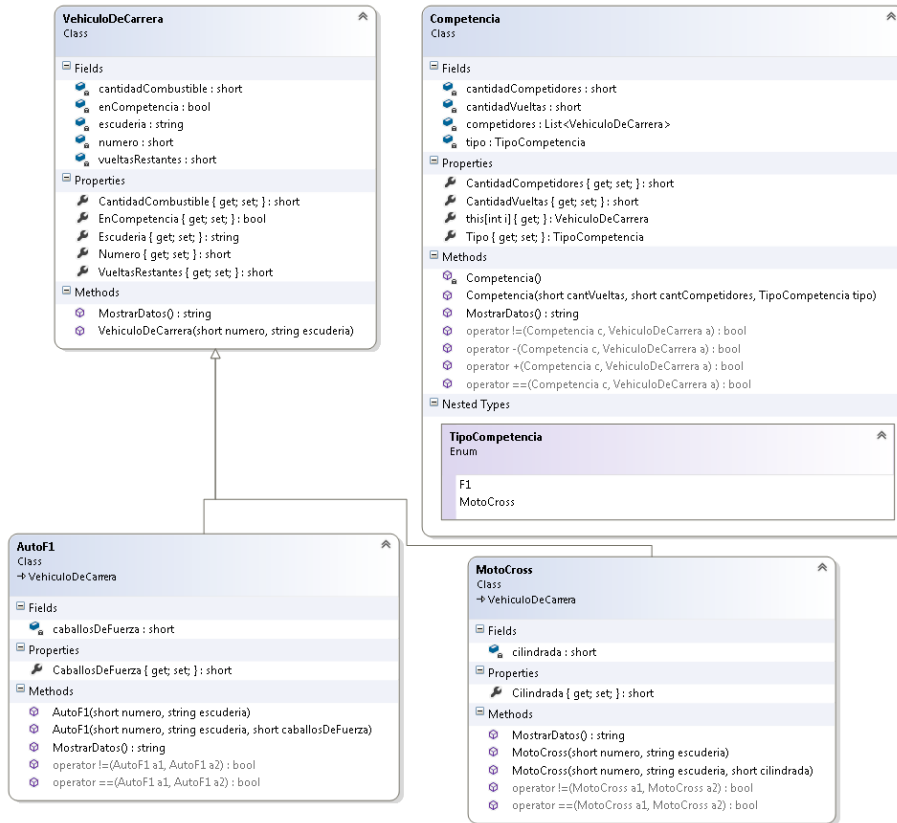 VehiculoDeCarrera
Class
Fields
cantidadCombustible : short
enCompetencia : bool
escuderia : string
numero : short
vueltasRestantes : short
Properties
CantidadCombustible { get; set; } : short
EnCompetencia { get; set; } : bool
Escuderia { get; set; } : string
Numero { get; set; } : short
VueltasRestantes { get; set; } : short
Methods
MostrarDatos() : string
VehiculoDeCarrera(short numero, string escuderia)
Competencia
Class
Fields
cantidadCompetidores : short
cantidadVueltas : short
competidores : List<VehiculoDeCarrera>
tipo : TipoCompetencia
Properties
CantidadCompetidores { get; set; } : short
CantidadVueltas { get; set; } : short
this[int i] { get; } : VehiculoDeCarrera
Tipo { get; set; } : TipoCompetencia
Methods
Competencia()
Competencia(short cantVueltas, short cantCompetidores, TipoCompetencia tipo)
MostrarDatos() : string
operator !=(Competencia c, VehiculoDeCarrera a) : bool
operator -(Competencia c, VehiculoDeCarrera a) : bool
operator +(Competencia c, VehiculoDeCarrera a) : bool
operator ==(Competencia c, VehiculoDeCarrera a) : bool
Nested Types
TipoCompetencia
Enum
F1
MotoCross
AutoF1
Class
VehiculoDeCarrera
Fields
caballosDeFuerza : short
Properties
CaballosDeFuerza { get; set; } : short
Methods
AutoF1(short numero, string escuderia)
AutoF1(short numero, string escuderia, short caballosDeFuerza)
MostrarDatos() : string
operator !=(AutoF1 a1, AutoF1 a2) : bool
operator ==(AutoF1 a1, AutoF1 a2) : bool
MotoCross
Class
VehiculoDeCarrera
Fields
cilindrada : short
Properties
Cilindrada { get; set; } : short
Methods
MostrarDatos() : string
MotoCross(short numero, string escuderia)
MotoCross(short numero, string escuderia, short cilindrada)
operator !=(MotoCross a1, MotoCross a2) : bool
operator ==(MotoCross a1, MotoCross a2) : bool